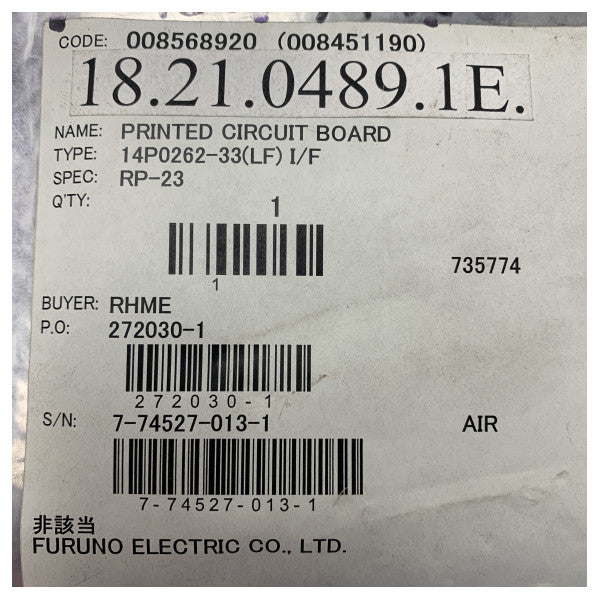 CODE: 008568920 (008451190)
18.21.0489.1E.
NAME: PRINTED CIRCUIT BOARD
TYPE: 14P0262-33(LF) I/F
SPEC: RP-23
Q'TY: 1
1
735774
BUYER: RHME
P.O: 272030-1
272030-1
S/N: 7-74527-013-1 AIR
7-74527-013-1
非該当
FURUNO ELECTRIC CO., LTD.